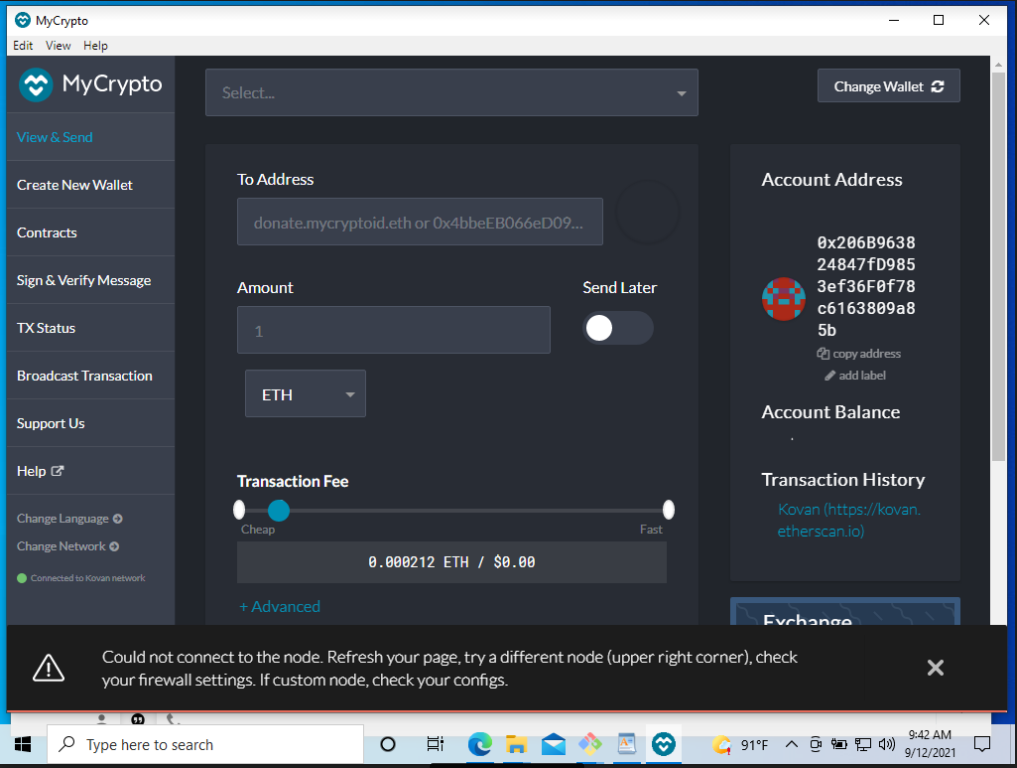 MyCrypto
Edit View Help
MyCrypto
Select...
Change Wallet
View & Send
Create New Wallet
Contracts
Sign & Verify Message
TX Status
Broadcast Transaction
Support Us
Help
Change Language
Change Network
Connected to Kovan network
To Address
donate.mycryptoid.eth or 0x4bbeEB066eD09...
Amount
Send Later
1
ETH
Transaction Fee
Cheap
Fast
0.000212 ETH / $0.00
+ Advanced
Account Address
0x206B9638
24847fD985
3ef36F0f78
c6163809a8
5b
copy address
add label
Account Balance
Transaction History
Kovan (https://kovan.
etherscan.io)
Exchange
Could not connect to the node. Refresh your page, try a different node (upper right corner), check
your firewall settings. If custom node, check your configs.
Type here to search
91°F
9:42 AM
9/12/2021